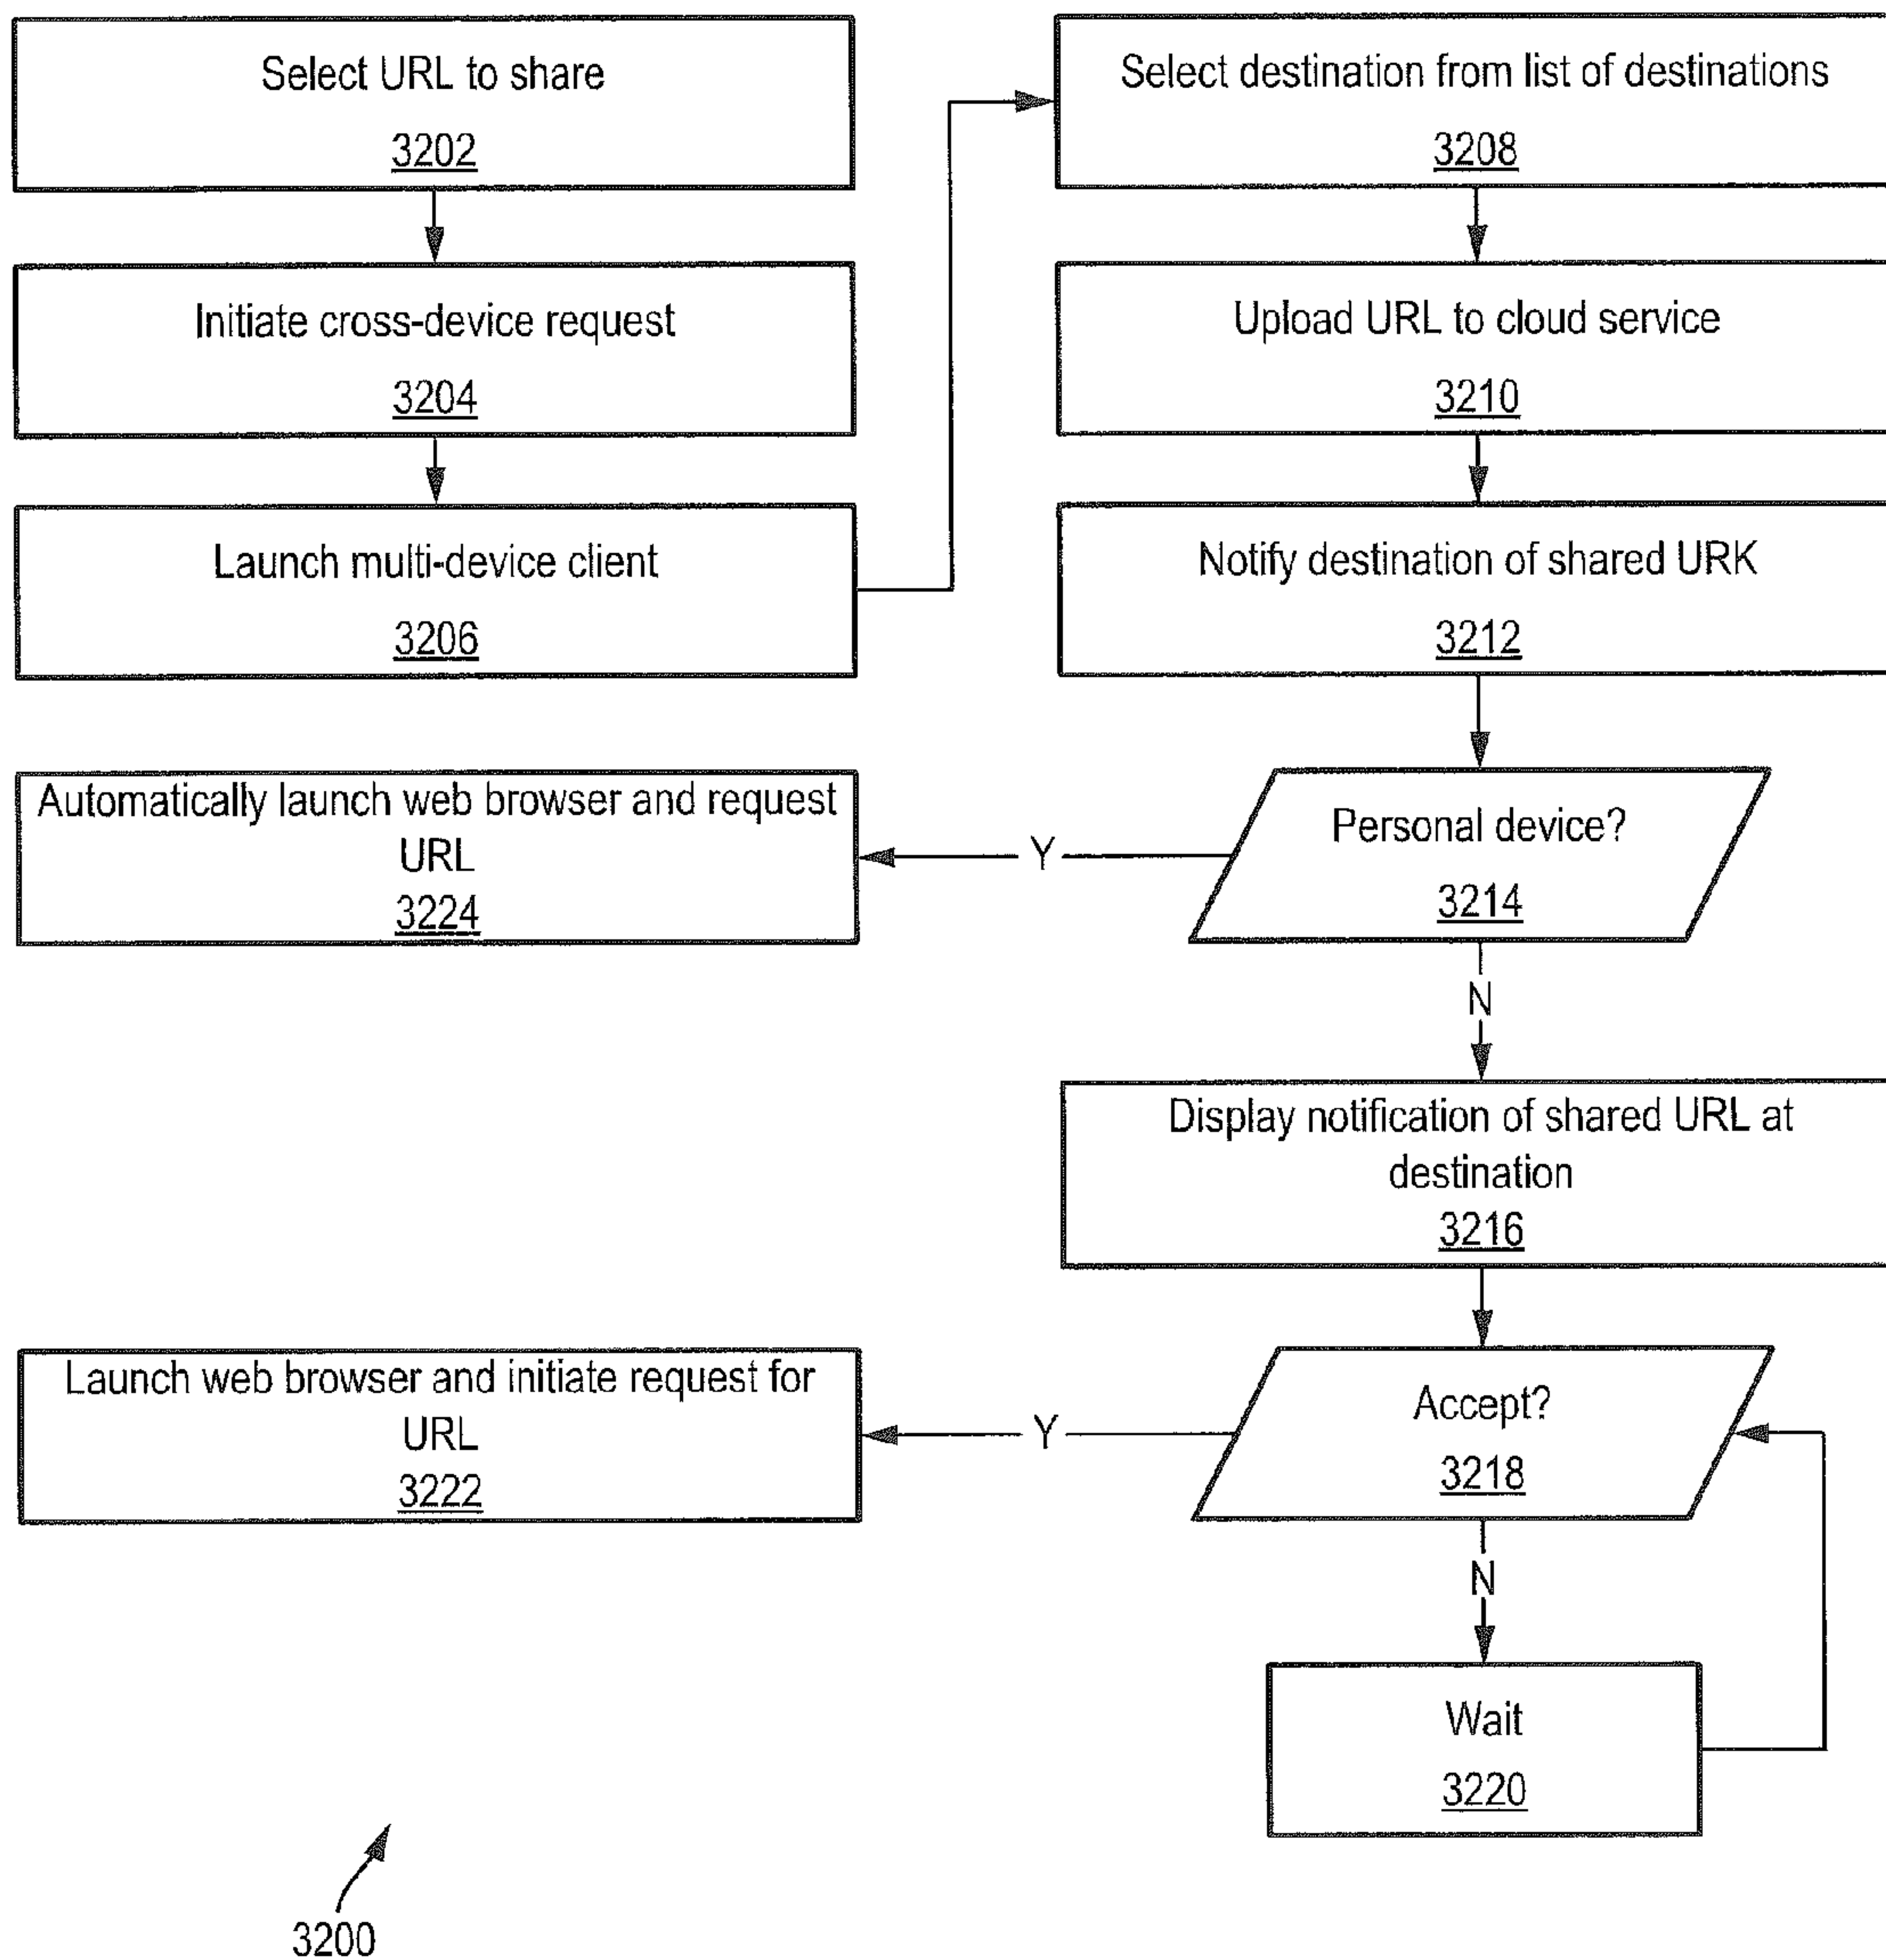 Select URL to share
3202
Initiate cross-device request
3204
Launch multi-device client
3206
Select destination from list of destinations
3208
Upload URL to cloud service
3210
Notify destination of shared URK
3212
Personal device?
3214
Y
Automatically launch web browser and request
URL
3224
N
Display notification of shared URL at
destination
3216
Accept?
3218
Y
Launch web browser and initiate request for
URL
3222
N
Wait
3220
3200